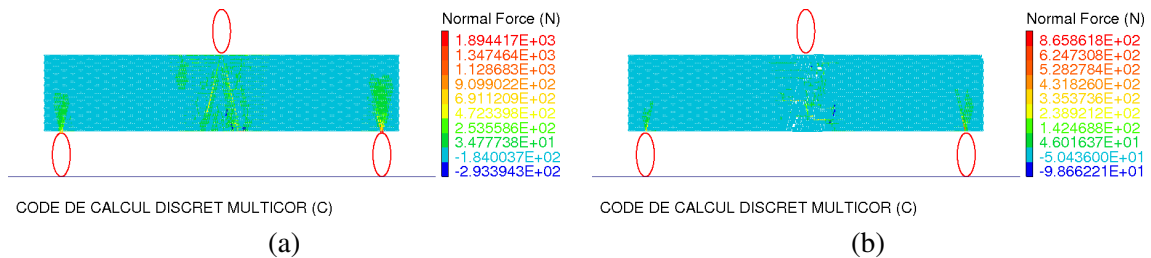 Normal Force (N)
1.894417E+03
1.347464E+03
1.128683E+03
9.099022E+02
6.911209E+02
4.723398E+02
2.535586E+02
3.477738E+01
-1.840037E+02
-2.933943E+02
CODE DE CALCUL DISCRET MULTICOR (C)
(a)
Normal Force (N)
8.658618E+02
6.247308E+02
5.282784E+02
4.318260E+02
3.353736E+02
2.389212E+02
1.424688E+02
4.601637E+01
-5.043600E+01
-9.866221E+01
CODE DE CALCUL DISCRET MULTICOR (C)
(b)